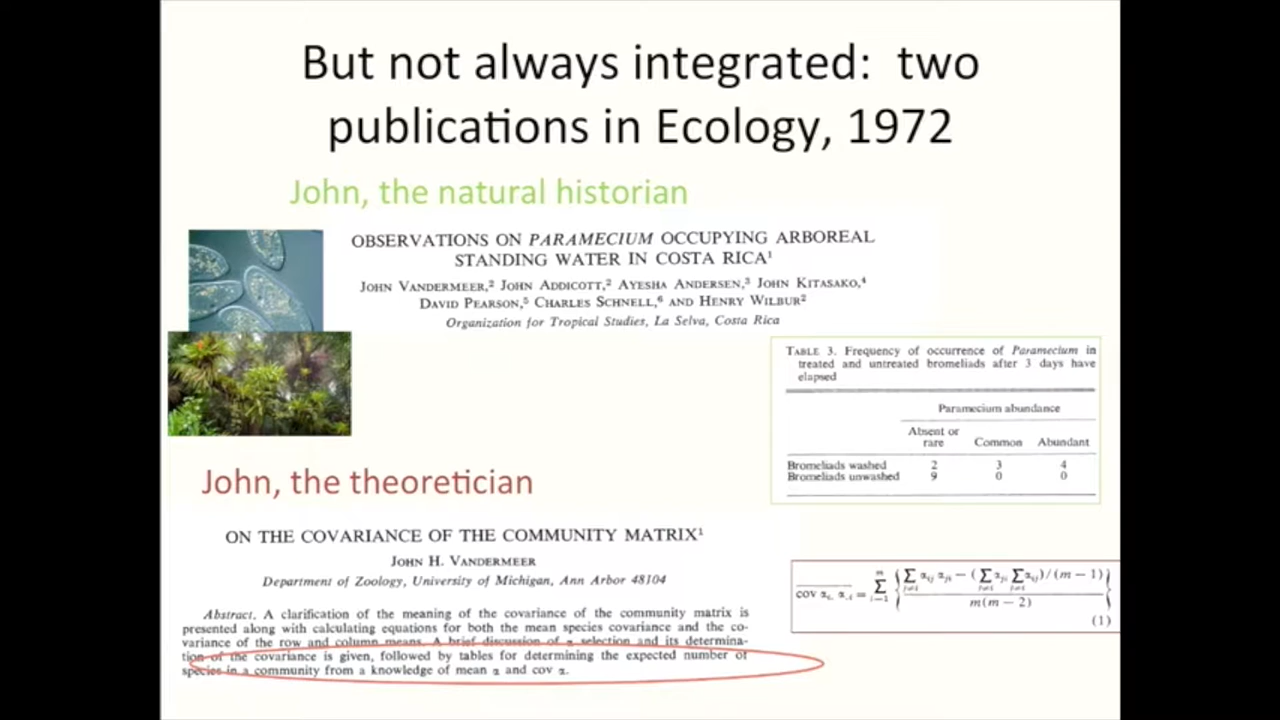 But not always integrated: two
publications in Ecology, 1972
John, the natural historian
OBSERVATIONS ON PARAMECIUM OCCUPYING ARBOREAL
STANDING WATER IN COSTA RICA¹
JOHN VANDERMEER,² JOHN ADDICOTT,² AYESHA ANDERSEN,³ JOHN KITASAKO,⁴
DAVID PEARSON,⁵ CHARLES SCHNELL,⁶ AND HENRY WILBUR²
Organization for Tropical Studies, La Selva, Costa Rica
TABLE 3. Frequency of occurrence of Paramecium in
treated and untreated bromeliads after 3 days have
elapsed
Paramecium abundance
Absent or
rare Common Abundant
Bromeliads washed 2 3 4
Bromeliads unwashed 9 0 0
John, the theoretician
ON THE COVARIANCE OF THE COMMUNITY MATRIX¹
JOHN H. VANDERMEER
Department of Zoology, University of Michigan, Ann Arbor 48104
Abstract. A clarification of the meaning of the covariance of the community matrix is
presented along with calculating equations for both the mean species covariance and the co-
variance of the row and column means. A brief discussion of α selection and its determina-
tion of the covariance is given, followed by tables for determining the expected number of
species in a community from a knowledge of mean α and cov α.
m(m − 2)
(1)